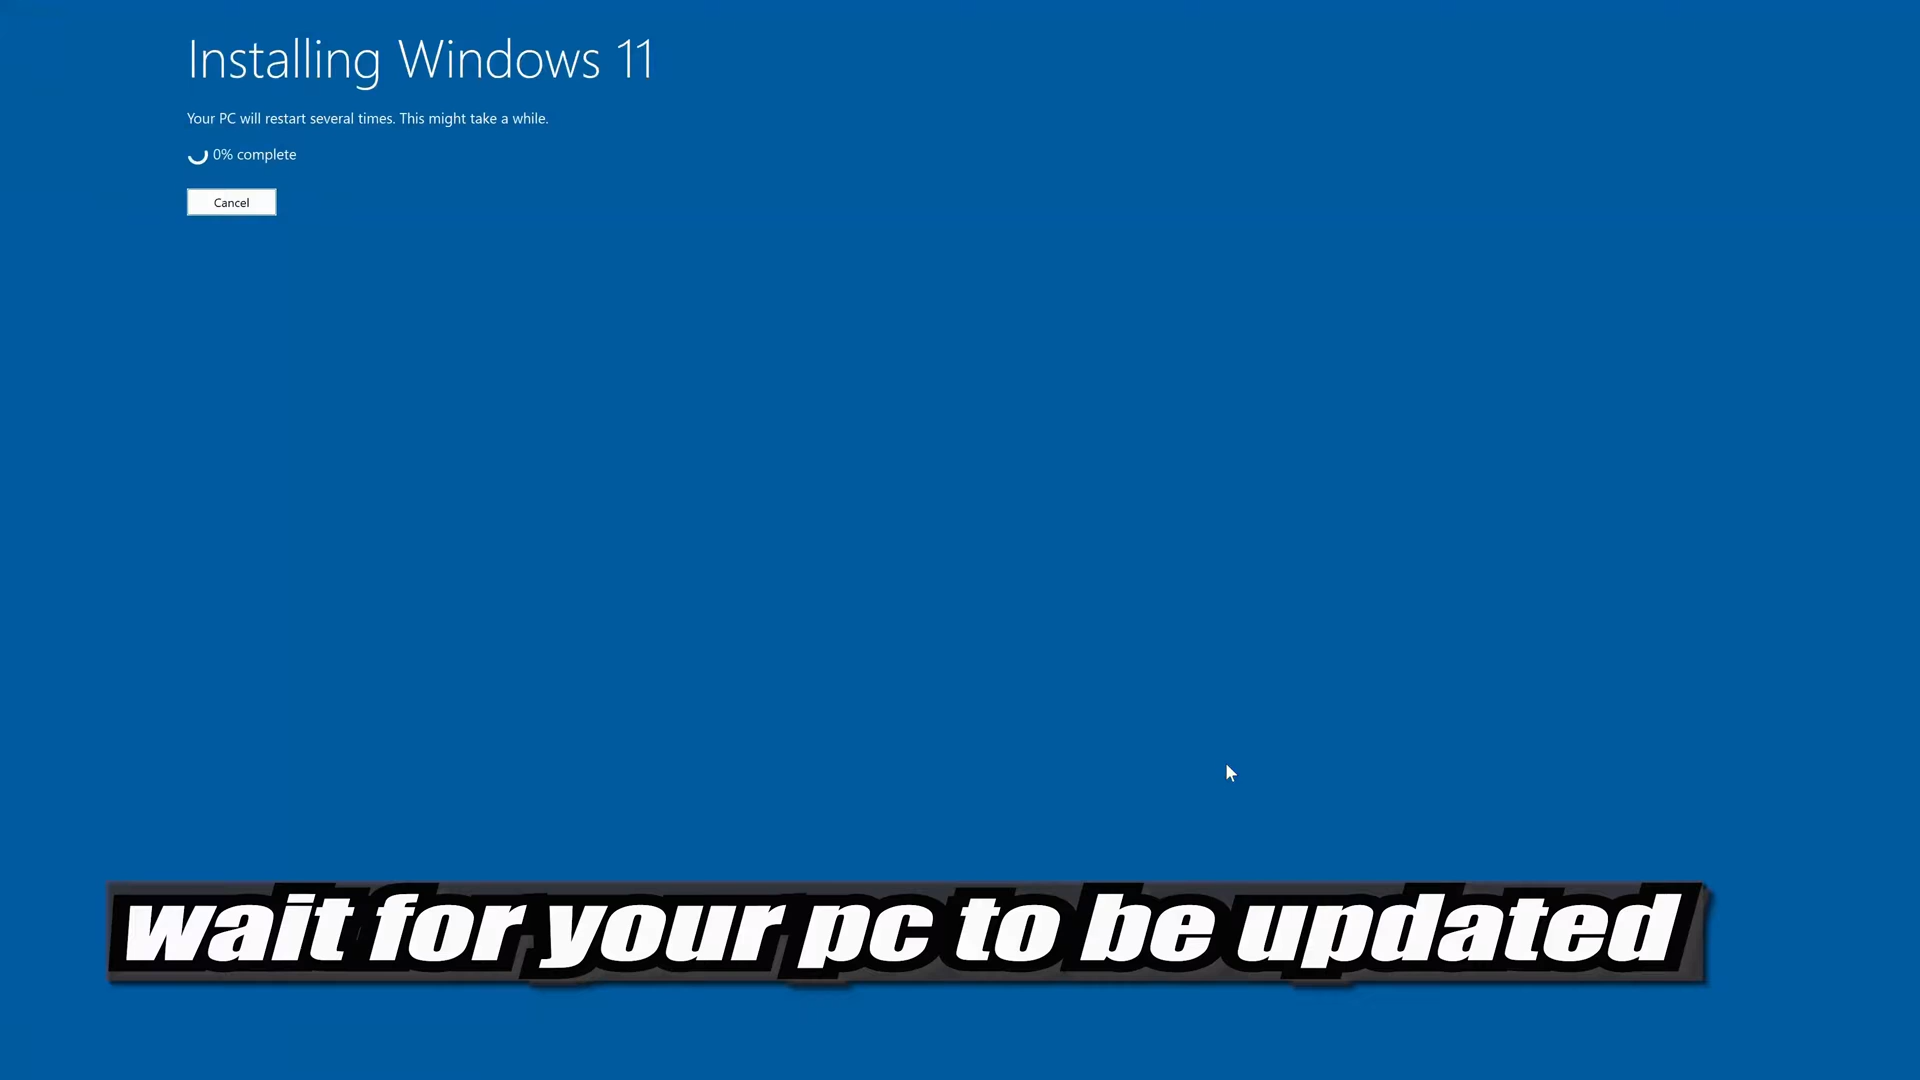 Installing Windows 11
Your PC will restart several times. This might take a while.
0% complete
Cancel
wait for your pc to be updated